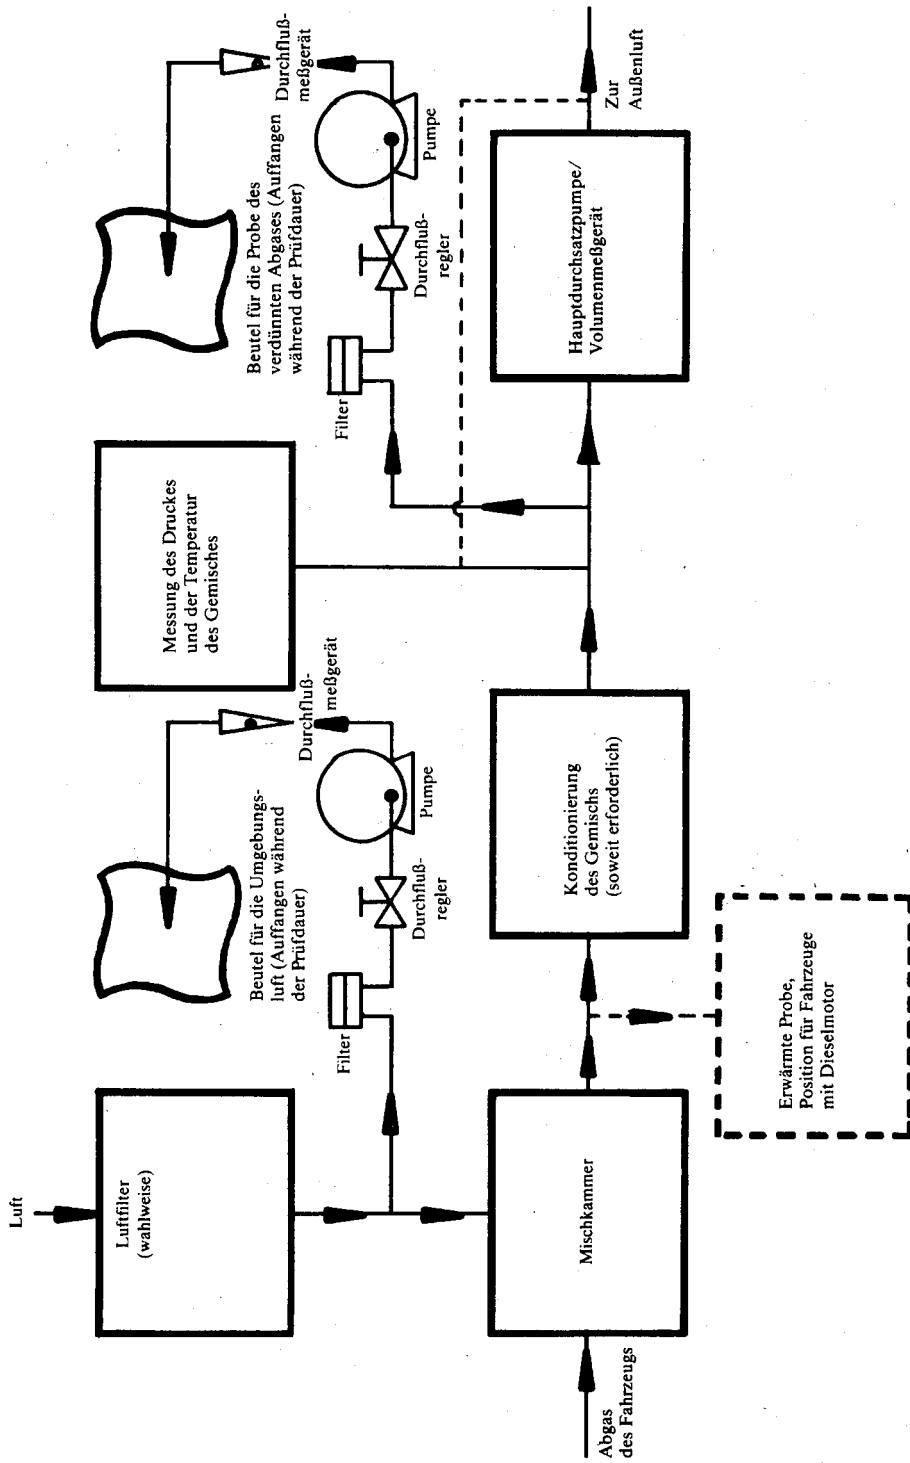 Luft
Luftfilter
(wahlweise)
Beutel für die Umgebungs-
luft (Auffangen während
der Prüfdauer)
Filter
Durchfluß-
regler
Pumpe
Durchfluß-
meßgerät
Messung des Druckes
und der Temperatur
des Gemisches
Beutel für die Probe des
verdünnten Abgases (Auffangen
während der Prüfdauer)
Filter
Durchfluß-
regler
Pumpe
Durchfluß-
meßgerät
Abgas
des Fahrzeugs
Mischkammer
Erwärmte Probe,
Position für Fahrzeuge
mit Dieselmotor
Konditionierung
des Gemischs
(soweit erforderlich)
Hauptdurchsatzpumpe/
Volumenmeßgerät
Zur
Außenluft